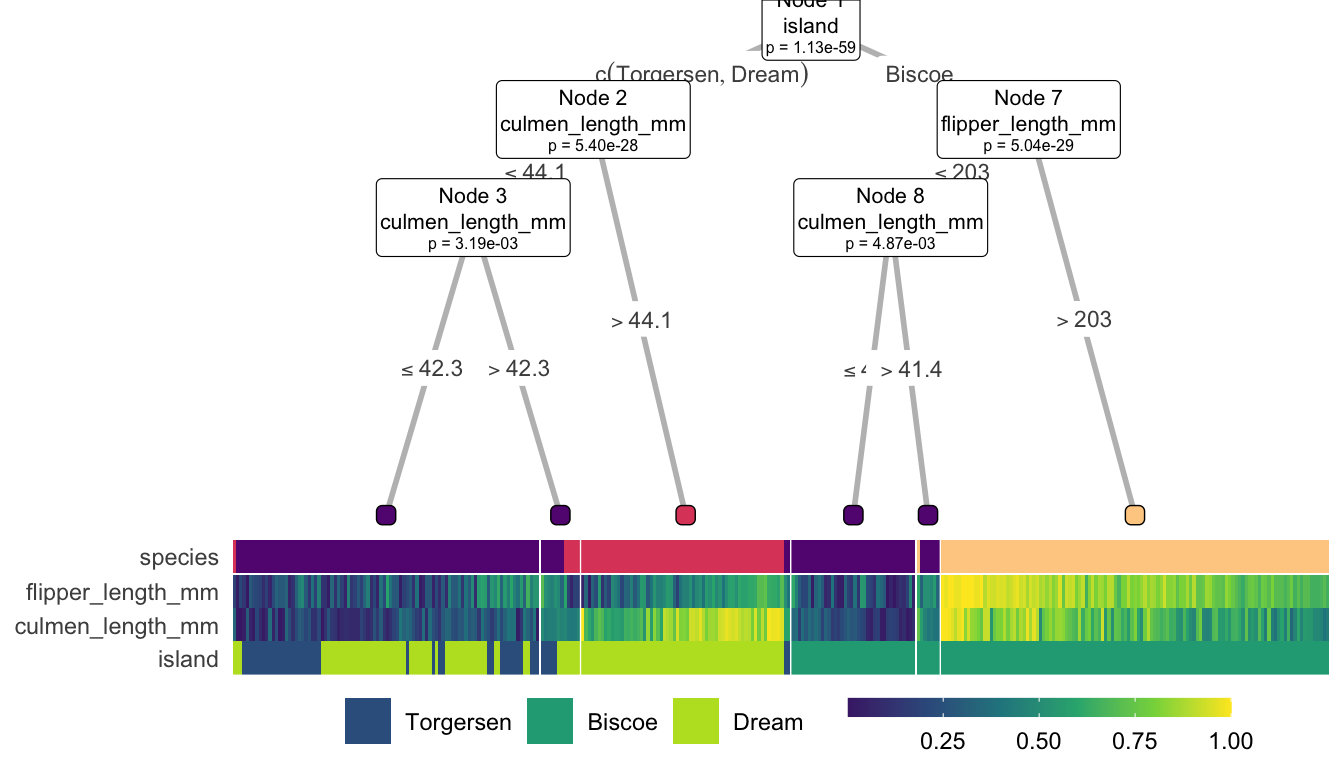 Node 1
island
p = 1.13e-59
c(Torgersen, Dream)
Biscoe
Node 2
culmen_length_mm
p = 5.40e-28
Node 7
flipper_length_mm
p = 5.04e-29
≤ 44.1
≤ 203
Node 3
culmen_length_mm
p = 3.19e-03
Node 8
culmen_length_mm
p = 4.87e-03
> 44.1
> 203
≤ 42.3
> 42.3
≤ 4
> 41.4
species
flipper_length_mm
culmen_length_mm
island
Torgersen
Biscoe
Dream
0.25
0.50
0.75
1.00